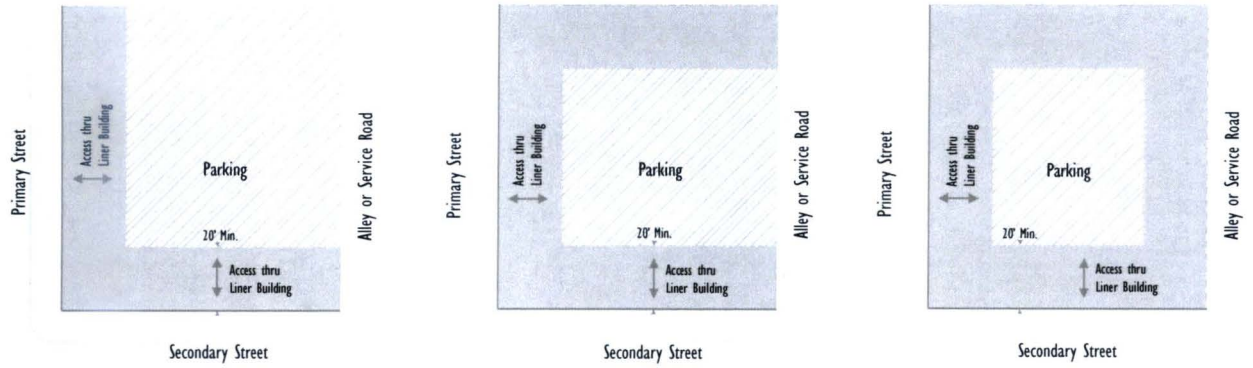 Primary Street
Access thru
Liner Building
Parking
20' Min.
Access thru
Liner Building
Alley or Service Road
Secondary Street
Primary Street
Access thru
Liner Building
Parking
20' Min.
Access thru
Liner Building
Alley or Service Road
Secondary Street
Primary Street
Access thru
Liner Building
Parking
20' Min.
Access thru
Liner Building
Alley or Service Road
Secondary Street